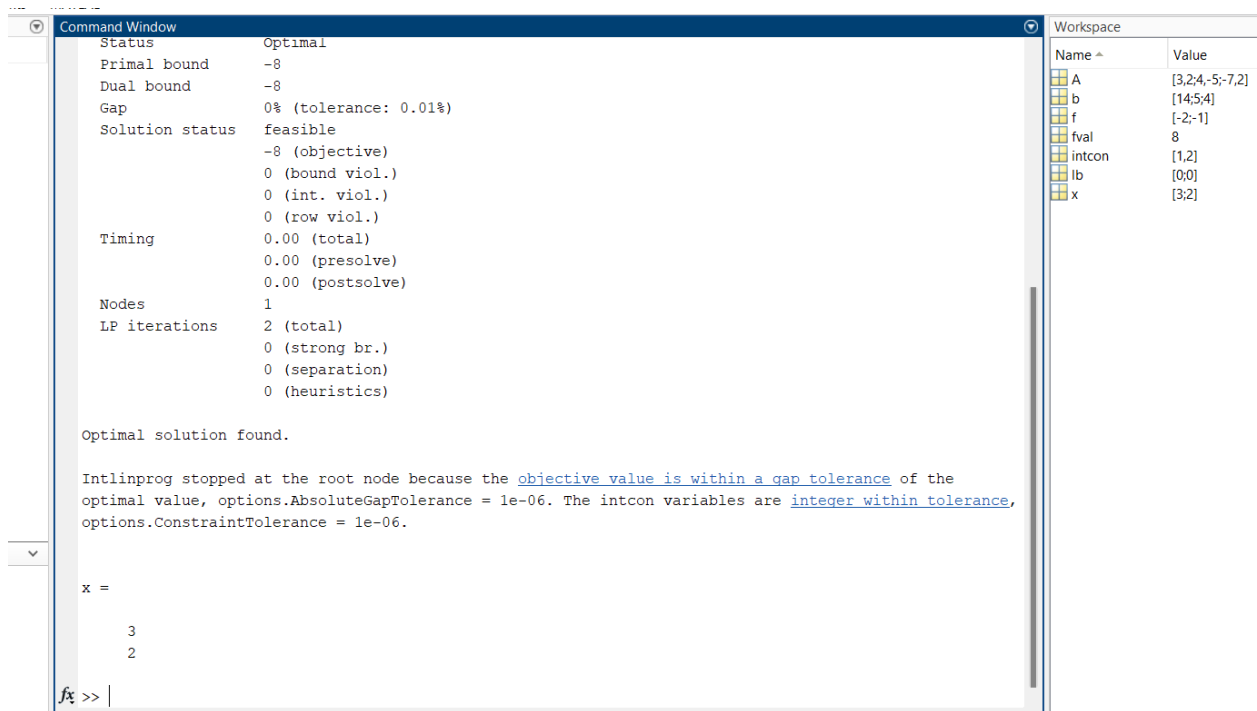 Command Window
Status Optimal
Primal bound -8
Dual bound -8
Gap 0% (tolerance: 0.01%)
Solution status feasible
-8 (objective)
0 (bound viol.)
0 (int. viol.)
0 (row viol.)
Timing 0.00 (total)
0.00 (presolve)
0.00 (postsolve)
Nodes 1
LP iterations 2 (total)
0 (strong br.)
0 (separation)
0 (heuristics)
Optimal solution found.
Intlinprog stopped at the root node because the objective value is within a gap tolerance of the
optimal value, options.AbsoluteGapTolerance = 1e-06. The intcon variables are integer within tolerance,
options.ConstraintTolerance = 1e-06.
x =
3
2
fx >>
Workspace
Name Value
A [3,2;4,-5;-7,2]
b [14;5;4]
f [-2;-1]
fval 8
intcon [1,2]
lb [0;0]
x [3;2]